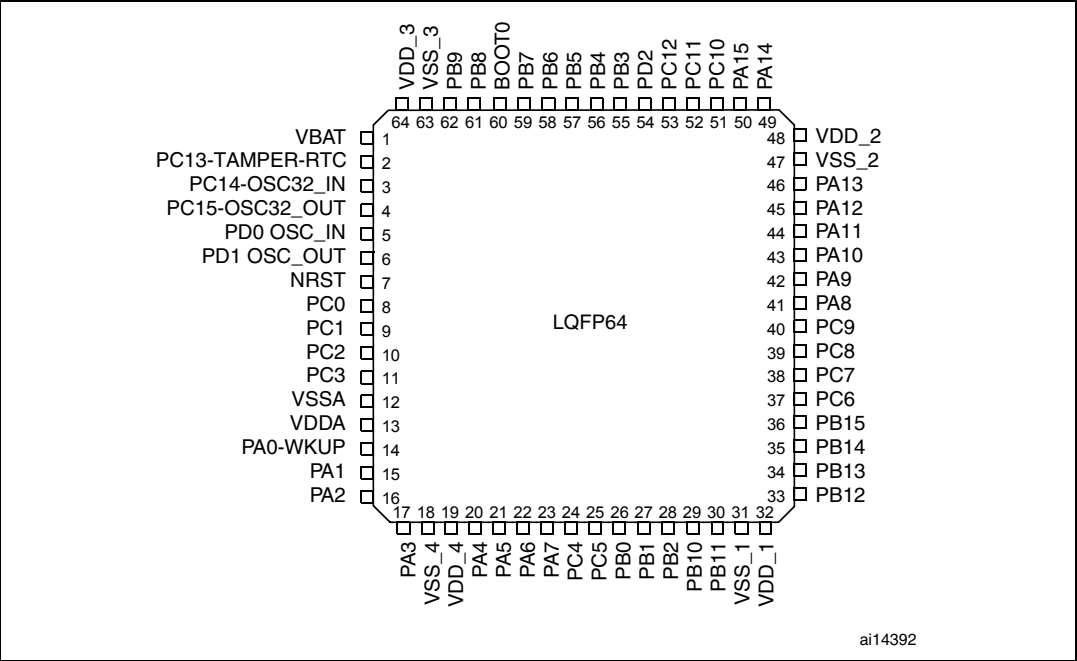 VDD_3
VSS_3
PB9
PB8
BOOT0
PB7
PB6
PB5
PB4
PB3
PD2
PC12
PC11
PC10
PA15
PA14
64 63 62 61 60 59 58 57 56 55 54 53 52 51 50 49
VBAT 1
PC13-TAMPER-RTC 2
PC14-OSC32_IN 3
PC15-OSC32_OUT 4
PD0 OSC_IN 5
PD1 OSC_OUT 6
NRST 7
PC0 8
PC1 9
PC2 10
PC3 11
VSSA 12
VDDA 13
PA0-WKUP 14
PA1 15
PA2 16
LQFP64
48 VDD_2
47 VSS_2
46 PA13
45 PA12
44 PA11
43 PA10
42 PA9
41 PA8
40 PC9
39 PC8
38 PC7
37 PC6
36 PB15
35 PB14
34 PB13
33 PB12
17 18 19 20 21 22 23 24 25 26 27 28 29 30 31 32
PA3
VSS_4
VDD_4
PA4
PA5
PA6
PA7
PC4
PC5
PB0
PB1
PB2
PB10
PB11
VSS_1
VDD_1
ai14392